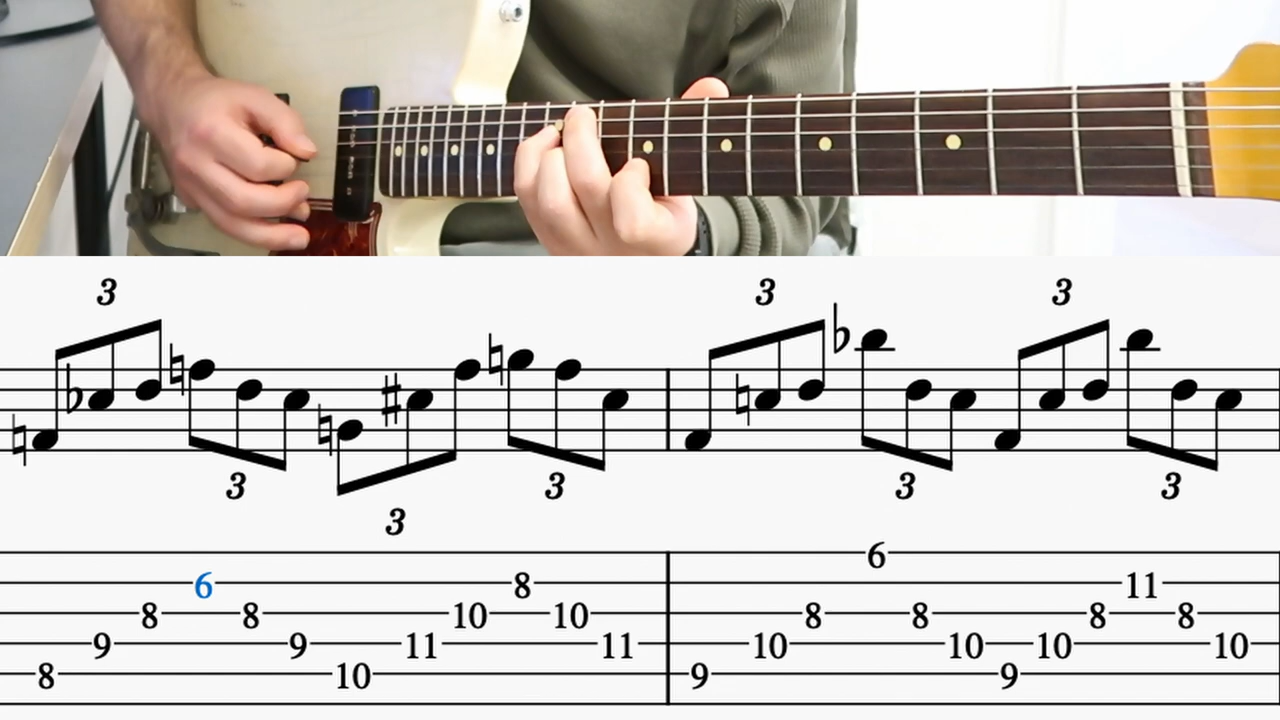 3 3 3
3 3 3 3
3
6
6 8 11
8 8 10 10 8 8 8 8
9 9 11 11 10 10 10 10
8 10 9 9